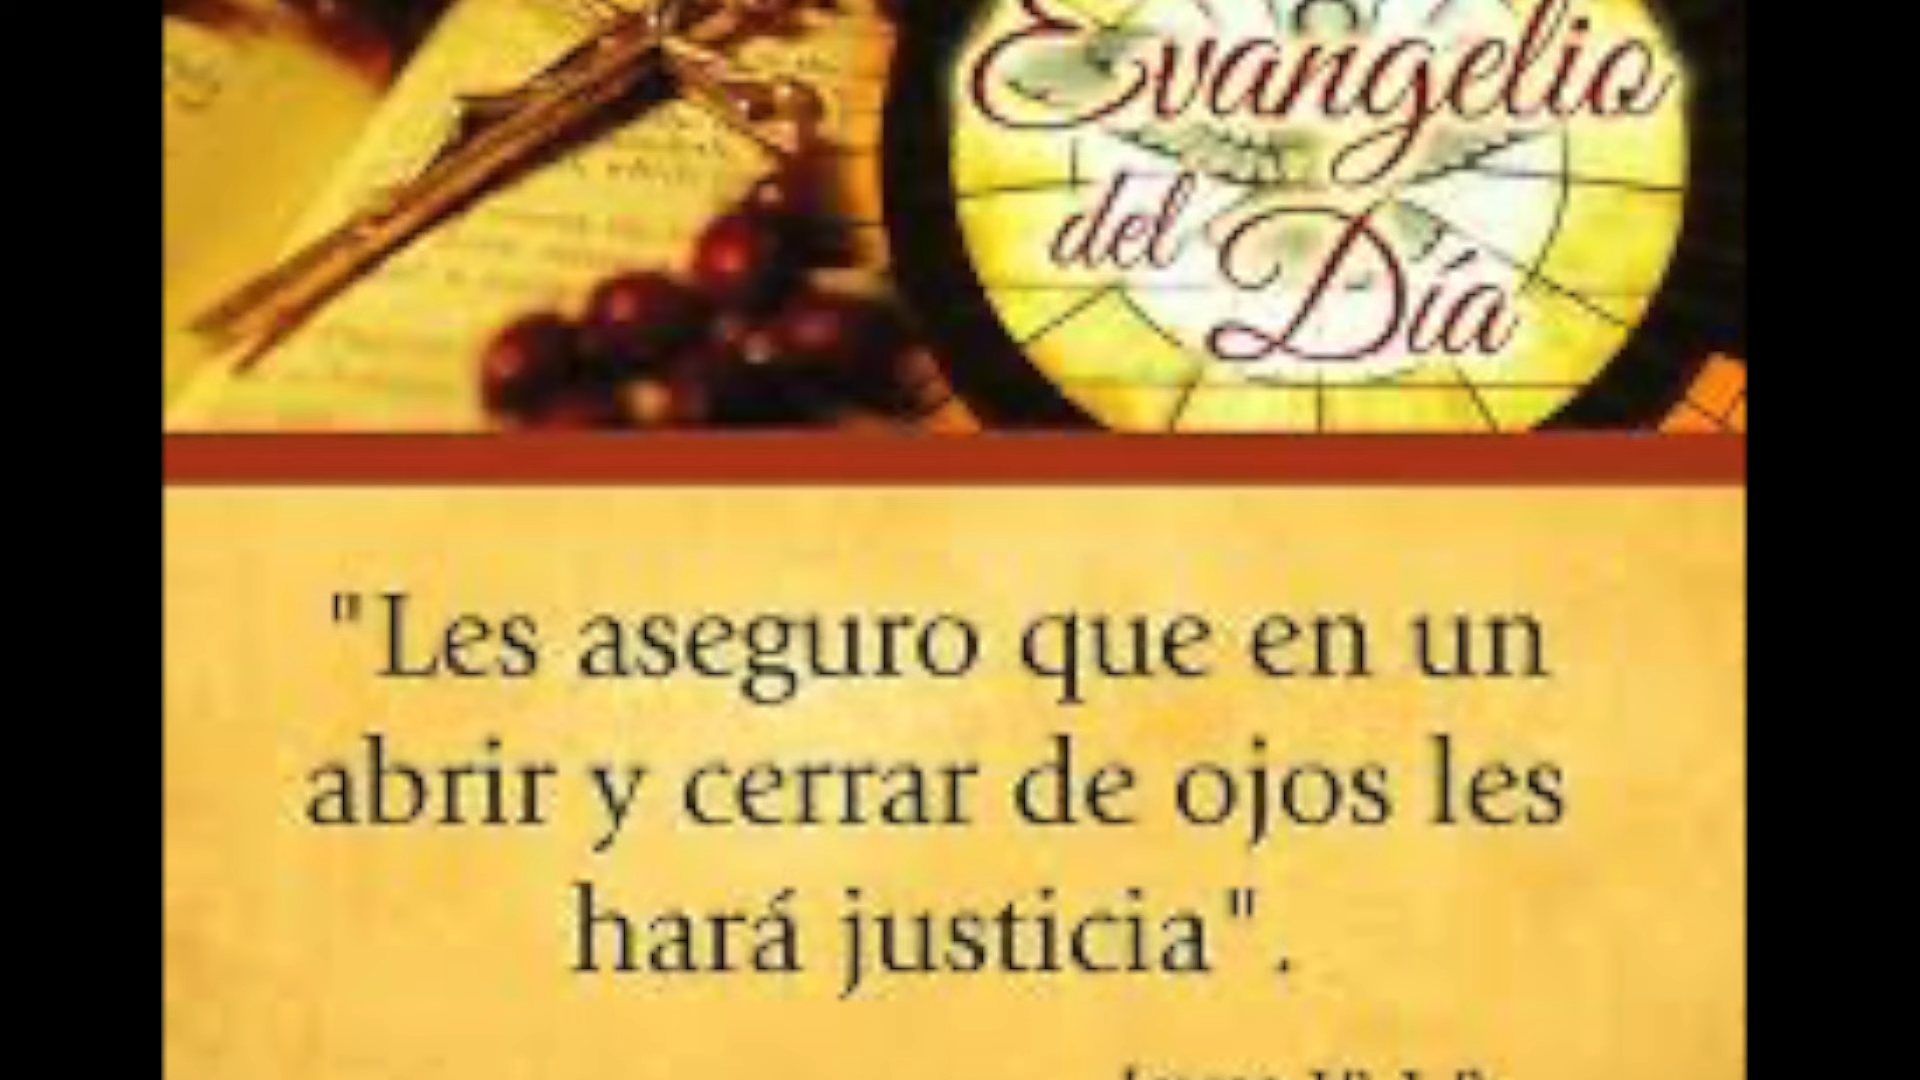 Evangelio
del Día
"Les aseguro que en un
abrir y cerrar de ojos les
hará justicia".